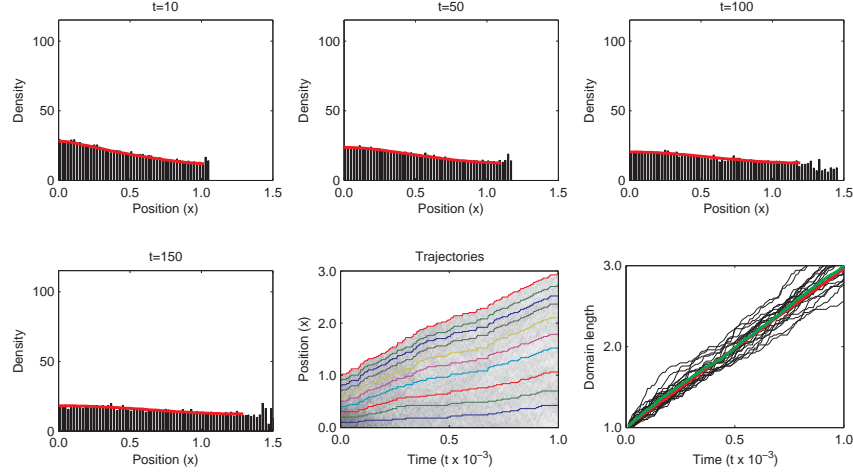 t=10
t=50
t=100
100
50
0
Density
0.0
0.5
1.0
1.5
Position (x)
100
50
0
Density
0.0
0.5
1.0
1.5
Position (x)
100
50
0
Density
0.0
0.5
1.0
1.5
Position (x)
t=150
Trajectories
100
50
0
Density
0.0
0.5
1.0
1.5
Position (x)
3.0
2.0
1.0
0.0
Position (x)
0.0
0.5
1.0
Time (t x 10⁻³)
3.0
2.0
1.0
Domain length
0.0
0.5
1.0
Time (t x 10⁻³)